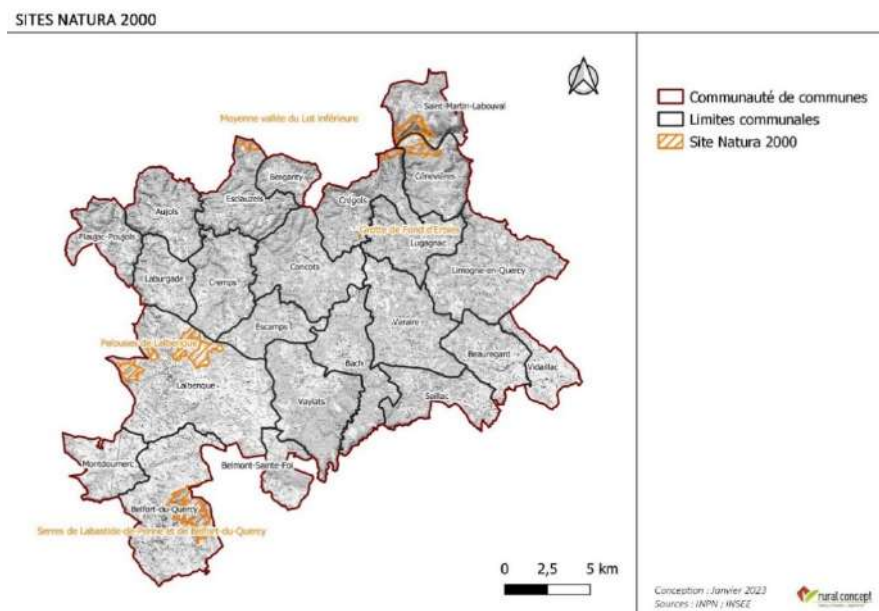 SITES NATURA 2000
Communauté de communes
Limites communales
Site Natura 2000
Saint-Martin-Labouval
Moyenne vallée du Lot Inférieure
Cénevières
Berganty
Esclauzels
Crégols
Aujols
Grotte de Fond d'Erbies
Lugagnac
Flaujac-Poujols
Concots
Limogne-en-Quercy
Laburgade
Cremps
Escamps
Varaire
Pelouses de Lalbenque
Beauregard
Bach
Vidaillac
Lalbenque
Saillac
Vaylats
Montdoumerc
Belmont-Sainte-Foi
Belfort-du-Quercy
Serres de Labastide-de-Penne et de Belfort-du-Quercy
0 2,5 5 km
Conception : Janvier 2023
Sources : INPN ; INSEE
rural concept